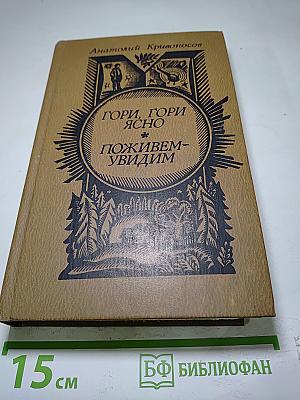 Анатолий Кривоносов
ГОРИ, ГОРИ
ЯСНО
*
ПОЖИВЕМ-
УВИДИМ
15 см
БФ БИБЛИОФАН